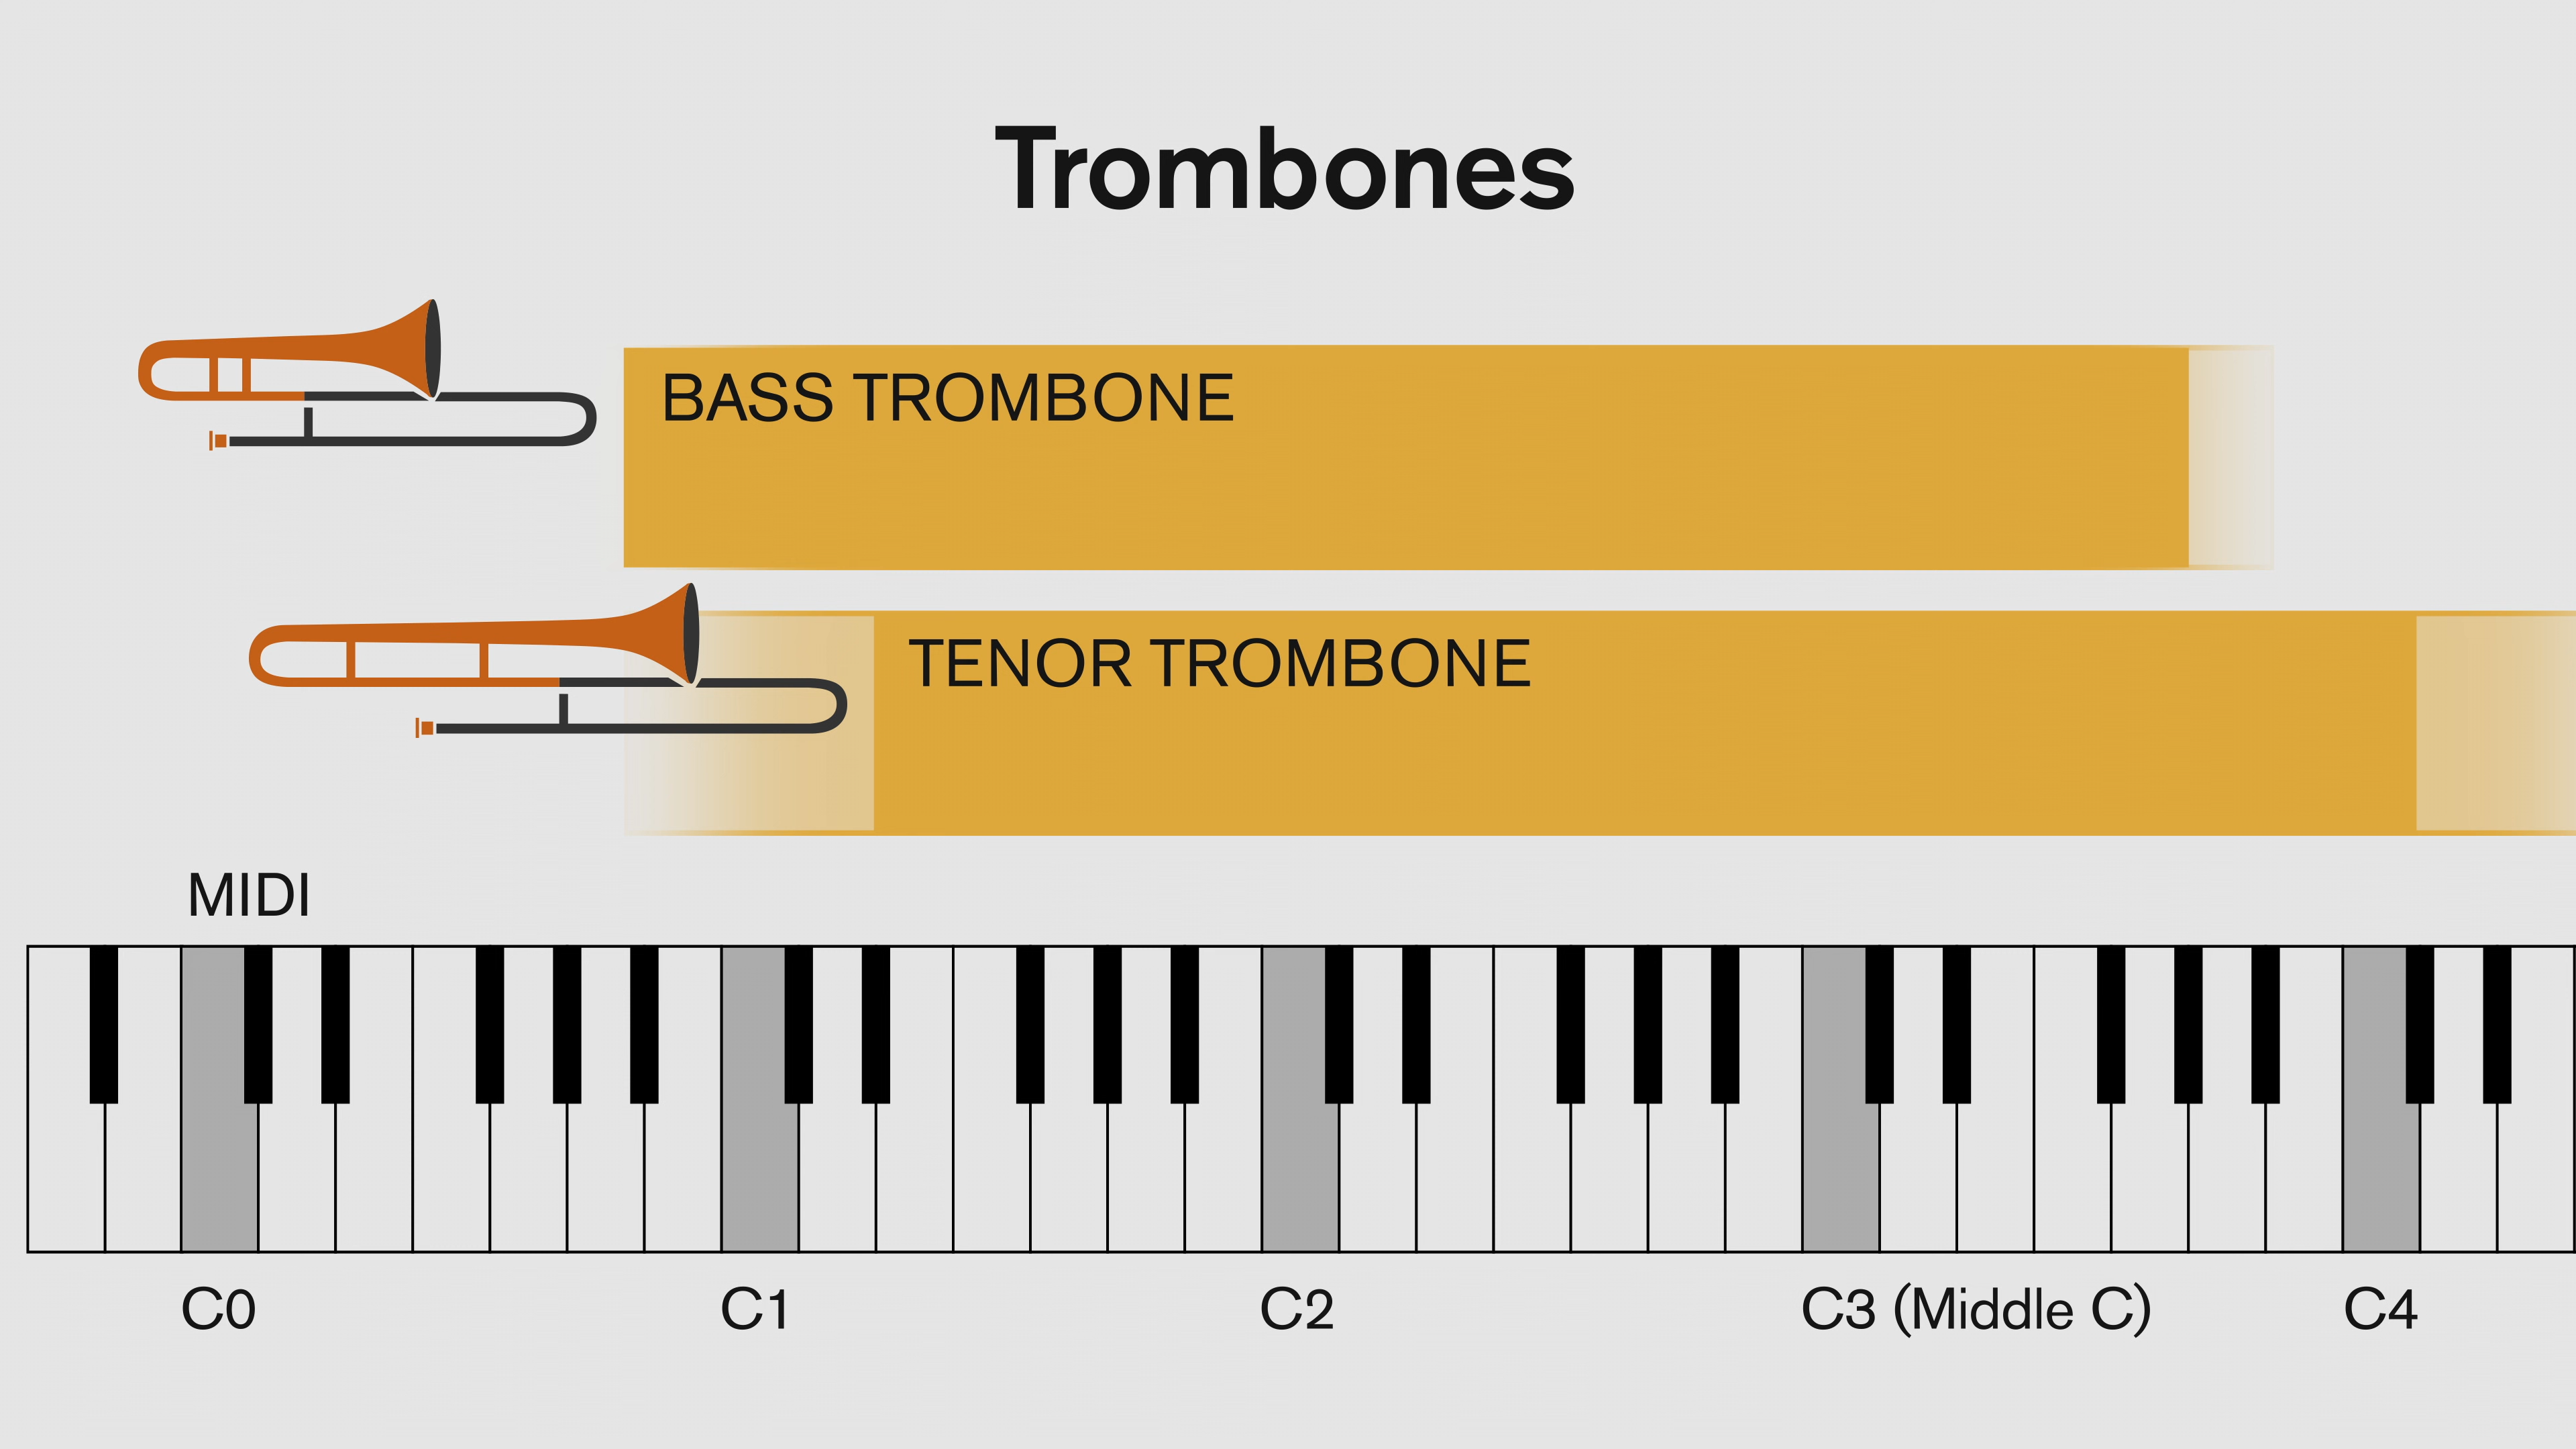 Trombones
BASS TROMBONE
TENOR TROMBONE
MIDI
C0 C1 C2 C3 (Middle C) C4